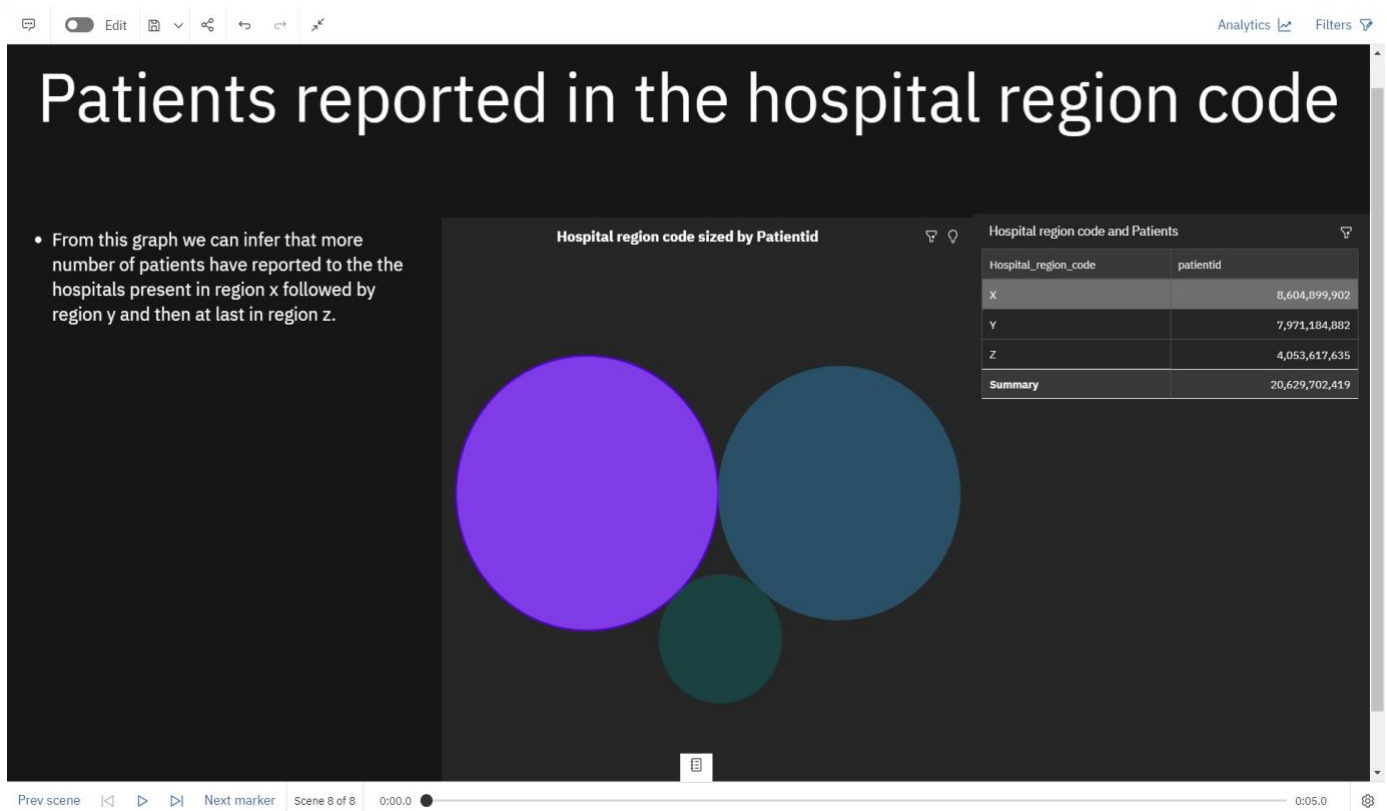 Edit
Analytics
Filters
Patients reported in the hospital region code
• From this graph we can infer that more
number of patients have reported to the the
hospitals present in region x followed by
region y and then at last in region z.
Hospital region code sized by Patientid
Hospital region code and Patients
Hospital_region_code patientid
X 8,604,899,902
Y 7,971,184,882
Z 4,053,617,635
Summary 20,629,702,419
Prev scene Next marker Scene 8 of 8 0:00.0 0:05.0